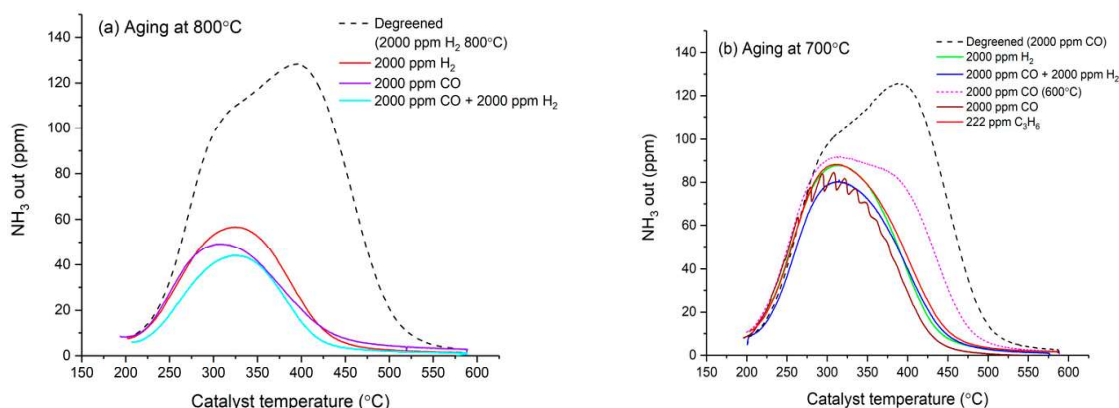 (a) Aging at 800°C
Degreened
(2000 ppm H₂ 800°C)
2000 ppm H₂
2000 ppm CO
2000 ppm CO + 2000 ppm H₂
NH₃ out (ppm)
140
120
100
80
60
40
20
0
150 200 250 300 350 400 450 500 550 600
Catalyst temperature (°C)
(b) Aging at 700°C
Degreened (2000 ppm CO)
2000 ppm H₂
2000 ppm CO + 2000 ppm H₂
2000 ppm CO (600°C)
2000 ppm CO
222 ppm C₃H₆
NH₃ out (ppm)
140
120
100
80
60
40
20
0
150 200 250 300 350 400 450 500 550 600
Catalyst temperature (°C)